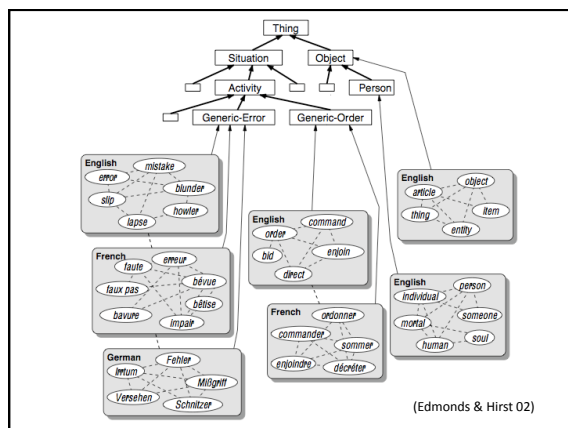 Thing
Situation
Object
Activity
Person
Generic-Error
Generic-Order
English
mistake
error
blunder
slip
howler
lapse
French
erreur
faute
bévue
faux pas
bêtise
bavure
impair
German
Fehler
Irrtum
Mißgriff
Versehen
Schnitzer
English
command
order
bid
enjoin
direct
French
ordonner
commander
sommer
enjoindre
décréter
English
object
article
item
thing
entity
English
person
individual
someone
mortal
soul
human
(Edmonds & Hirst 02)